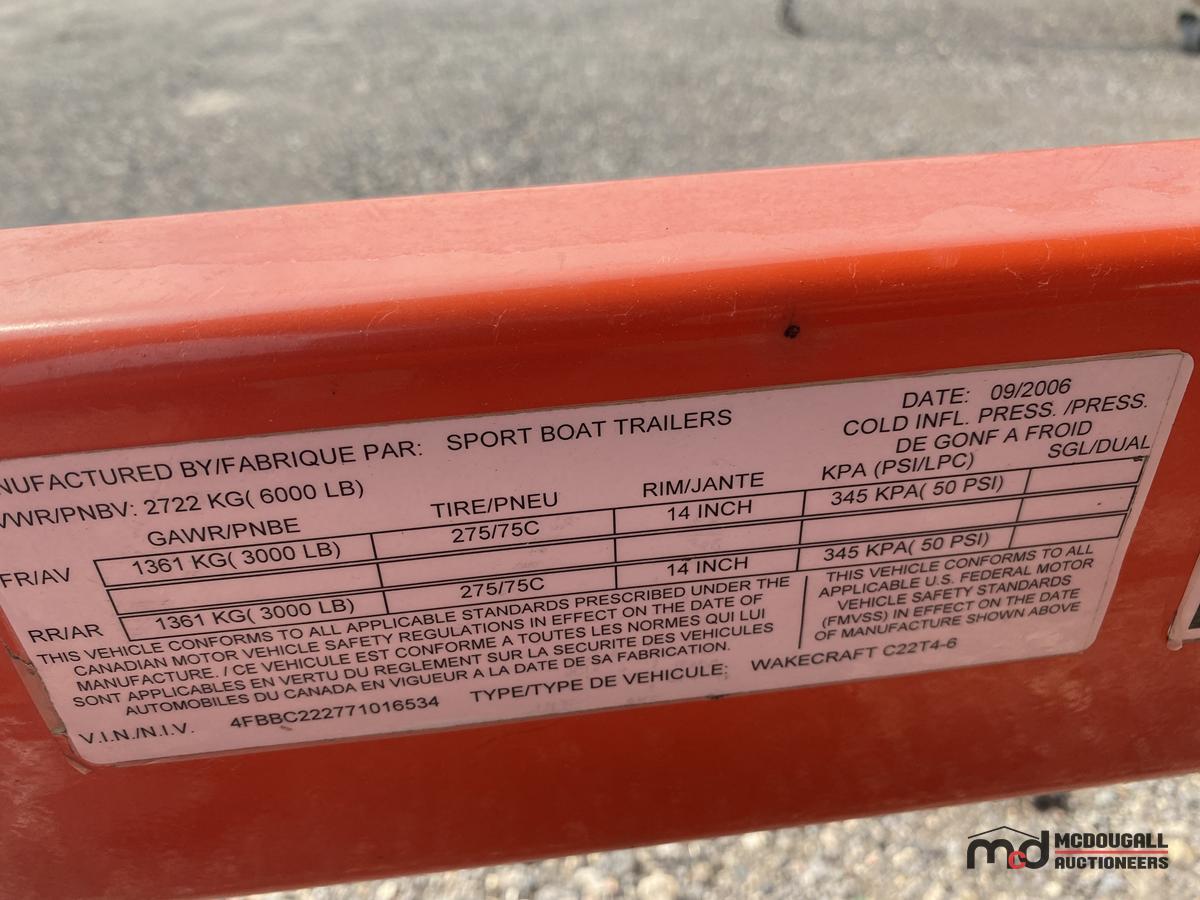 NUFACTURED BY/FABRIQUE PAR: SPORT BOAT TRAILERS
DATE: 09/2006
VWR/PNBV: 2722 KG( 6000 LB)
COLD INFL. PRESS. /PRESS.
DE GONF A FROID
GAWR/PNBE TIRE/PNEU RIM/JANTE KPA (PSI/LPC) SGL/DUAL
FR/AV 1361 KG( 3000 LB) 275/75C 14 INCH 345 KPA( 50 PSI)
RR/AR 1361 KG( 3000 LB) 275/75C 14 INCH 345 KPA( 50 PSI)
THIS VEHICLE CONFORMS TO ALL APPLICABLE STANDARDS PRESCRIBED UNDER THE
CANADIAN MOTOR VEHICLE SAFETY REGULATIONS IN EFFECT ON THE DATE OF
MANUFACTURE. / CE VEHICULE EST CONFORME A TOUTES LES NORMES QUI LUI
SONT APPLICABLES EN VERTU DU REGLEMENT SUR LA SECURITE DES VEHICULES
AUTOMOBILES DU CANADA EN VIGUEUR A LA DATE DE SA FABRICATION.
THIS VEHICLE CONFORMS TO ALL
APPLICABLE U.S. FEDERAL MOTOR
VEHICLE SAFETY STANDARDS
(FMVSS) IN EFFECT ON THE DATE
OF MANUFACTURE SHOWN ABOVE
V.I.N./N.I.V. 4FBBC222771016534 TYPE/TYPE DE VEHICULE; WAKECRAFT C22T4-6
mcd MCDOUGALL
AUCTIONEERS